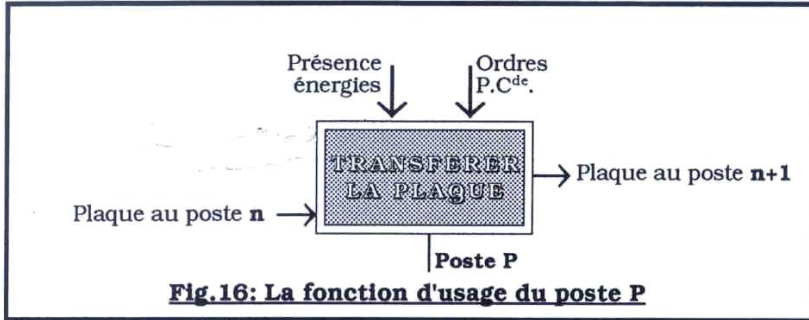 Présence énergies
Ordres P.Cde.
TRANSFERER
LA PLAQUE
Plaque au poste n+1
Plaque au poste n
Poste P
Fig.16: La fonction d'usage du poste P